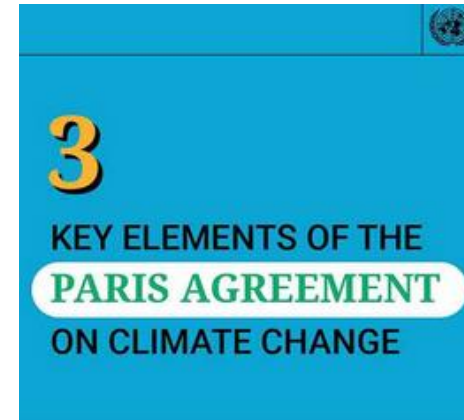 3
KEY ELEMENTS OF THE
PARIS AGREEMENT
ON CLIMATE CHANGE